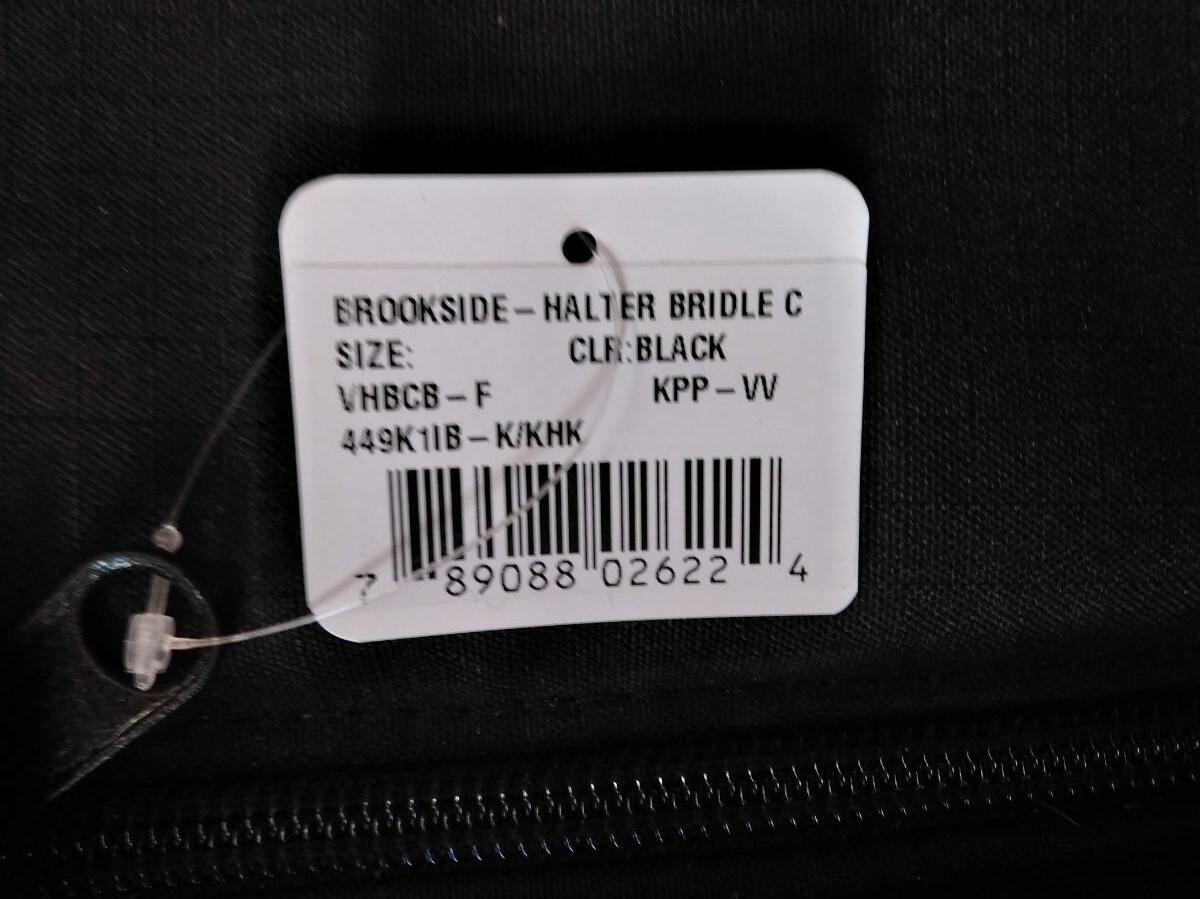 BROOKSIDE – HALTER BRIDLE C
SIZE: CLR:BLACK
VHBCB – F KPP – VV
449K1IB – K/KHK
7 89088 02622 4